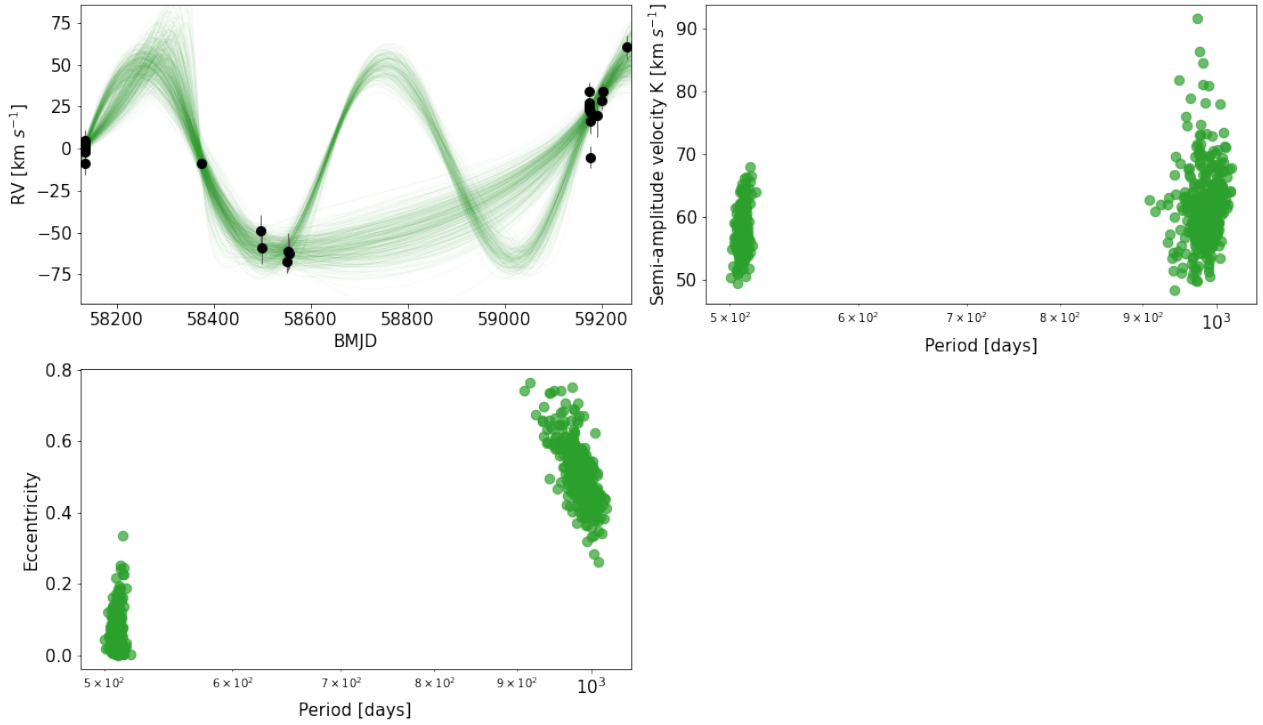 75
50
25
0
−25
−50
−75
RV [km s⁻¹]
58200 58400 58600 58800 59000 59200
BMJD
90
80
70
60
50
Semi-amplitude velocity K [km s⁻¹]
5 × 10² 6 × 10² 7 × 10² 8 × 10² 9 × 10² 10³
Period [days]
0.8
0.6
0.4
0.2
0.0
Eccentricity
5 × 10² 6 × 10² 7 × 10² 8 × 10² 9 × 10² 10³
Period [days]